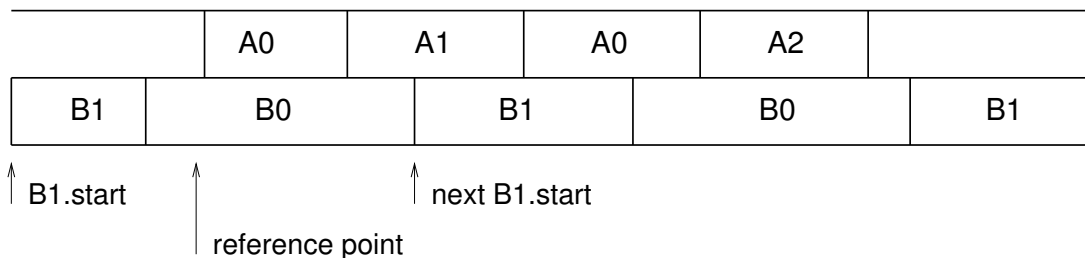 A0 A1 A0 A2
B1 B0 B1 B0 B1
B1.start next B1.start
reference point